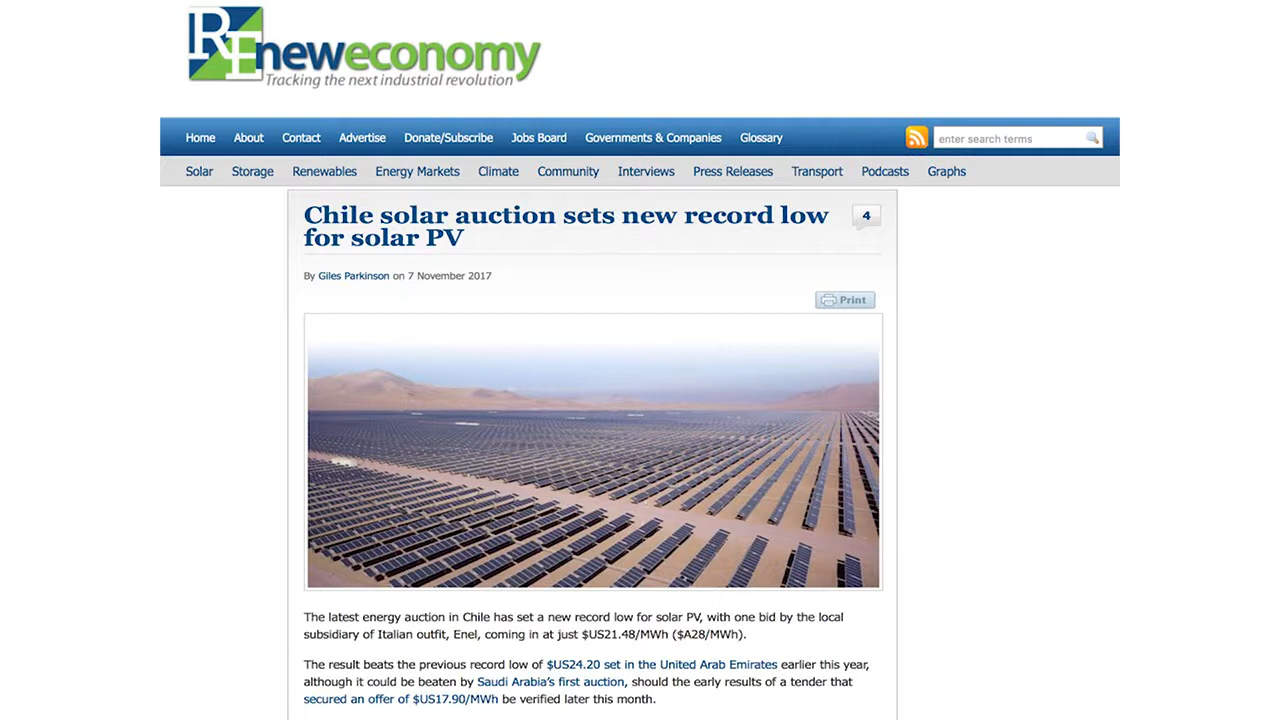 REneweconomy
Tracking the next industrial revolution
Home About Contact Advertise Donate/Subscribe Jobs Board Governments & Companies Glossary enter search terms
Solar Storage Renewables Energy Markets Climate Community Interviews Press Releases Transport Podcasts Graphs
Chile solar auction sets new record low 4
for solar PV
By Giles Parkinson on 7 November 2017
Print
The latest energy auction in Chile has set a new record low for solar PV, with one bid by the local
subsidiary of Italian outfit, Enel, coming in at just $US21.48/MWh ($A28/MWh).
The result beats the previous record low of $US24.20 set in the United Arab Emirates earlier this year,
although it could be beaten by Saudi Arabia's first auction, should the early results of a tender that
secured an offer of $US17.90/MWh be verified later this month.